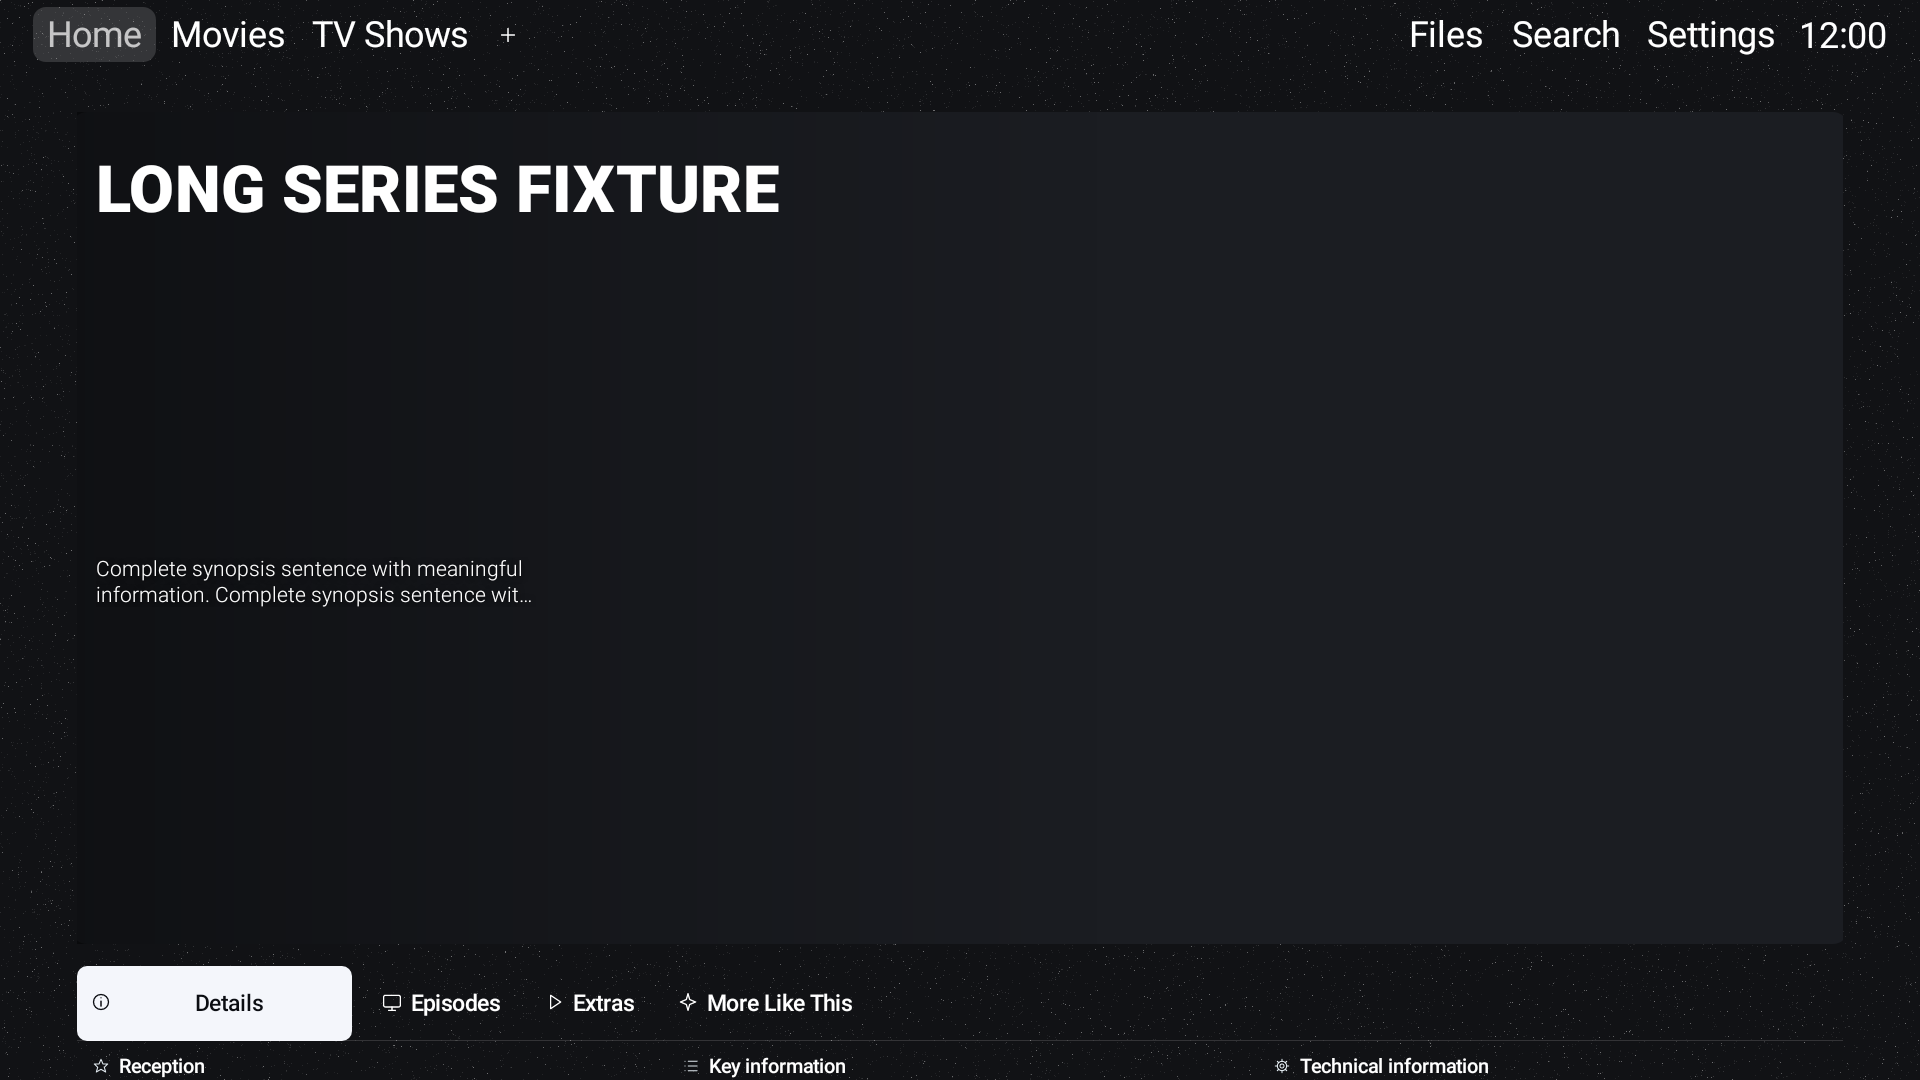 Home Movies TV Shows + Files Search Settings 12:00
LONG SERIES FIXTURE
Complete synopsis sentence with meaningful
information. Complete synopsis sentence wit...
Details Episodes Extras More Like This
Reception Key information Technical information